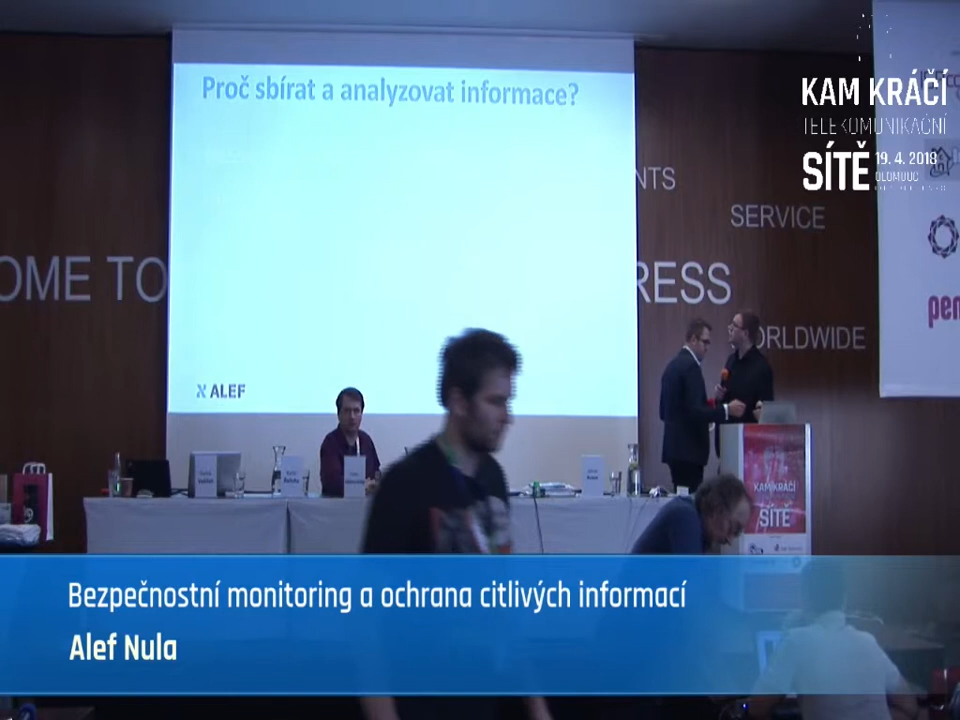 Proč sbírat a analyzovat informace?
KAM KRÁČÍ
TELEKOMUNIKAČNÍ
SÍTĚ 19. 4. 2018
OLOMOUC
NTS
SERVICE
OME TO
RESS
ORLDWIDE
pem
ALEF
KAM KRÁČÍ
SÍTĚ
Bezpečnostní monitoring a ochrana citlivých informací
Alef Nula